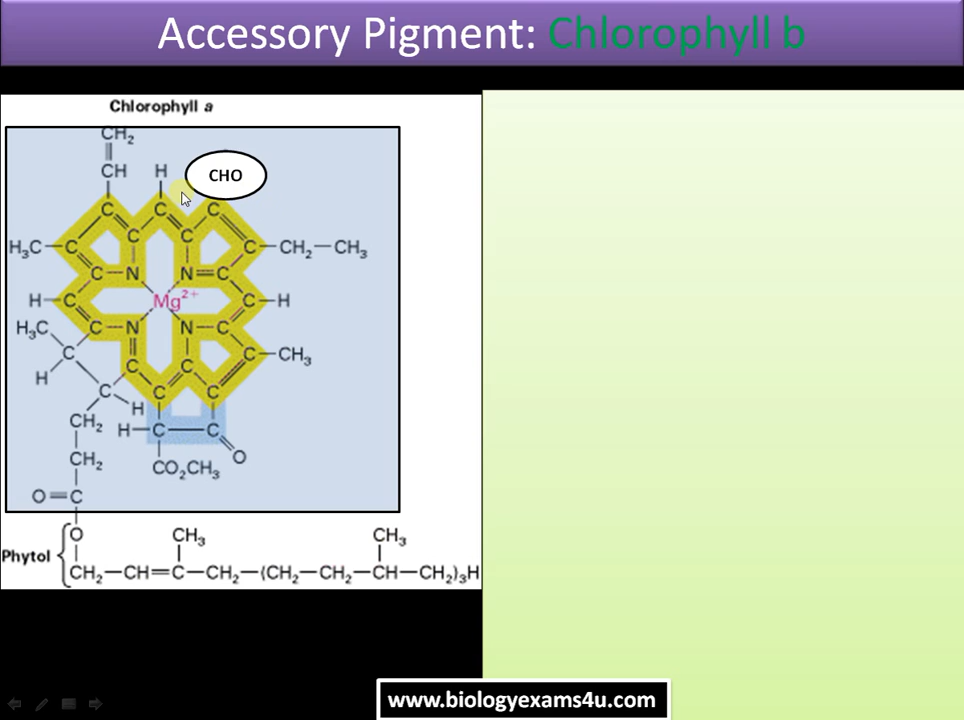 Accessory Pigment: Chlorophyll b
Chlorophyll a
CH₂
CH H CHO
C C C
C C
H₃C C C CH₂ CH₃
C N N C
H C Mg²⁺ C H
H₃C C N N C
C C CH₃
H C C
C C C
H
CH₂ H C C
CH₂ CO₂CH₃ O
O C
O CH₃ CH₃
Phytol
CH₂—CH=C—CH₂—(CH₂—CH₂—CH—CH₂)₃H
www.biologyexams4u.com